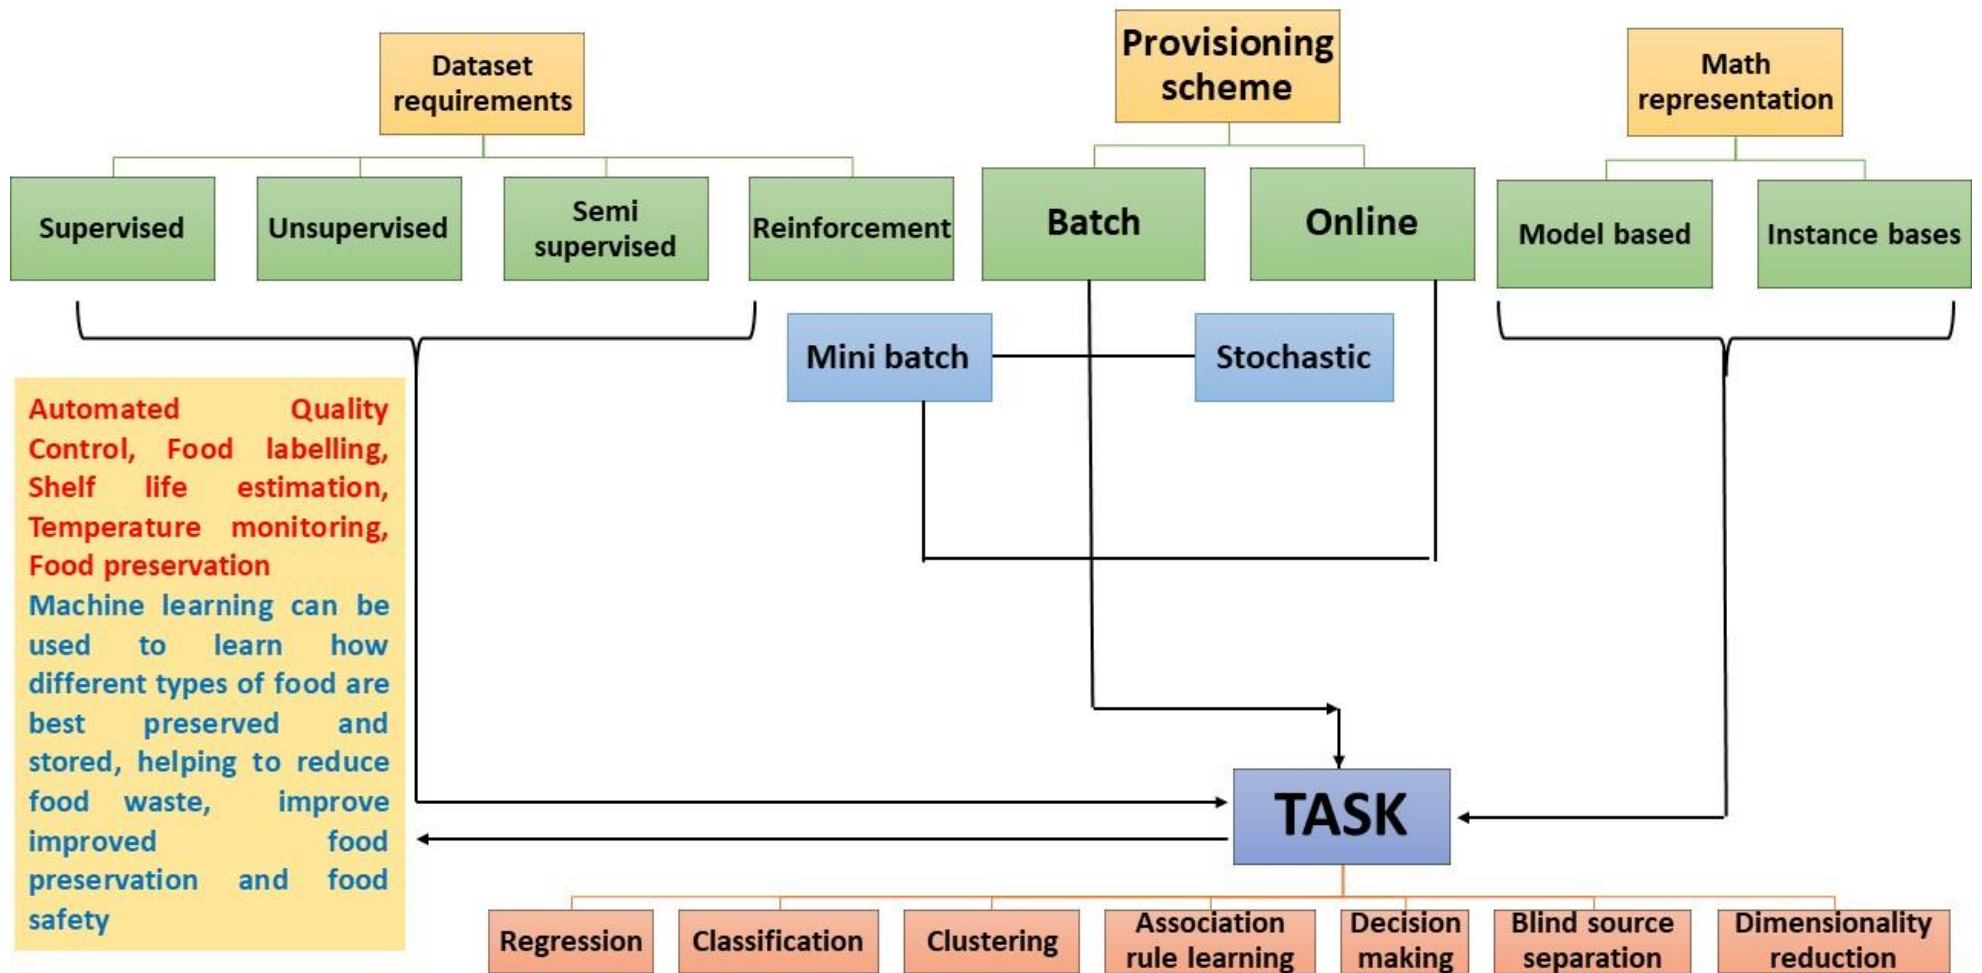 Dataset
requirements
Provisioning
scheme
Math
representation
Supervised
Unsupervised
Semi
supervised
Reinforcement
Batch
Online
Model based
Instance bases
Mini batch
Stochastic
Automated Quality
Control, Food labelling,
Shelf life estimation,
Temperature monitoring,
Food preservation
Machine learning can be
used to learn how
different types of food are
best preserved and
stored, helping to reduce
food waste, improve
improved food
preservation and food
safety
TASK
Regression
Classification
Clustering
Association
rule learning
Decision
making
Blind source
separation
Dimensionality
reduction